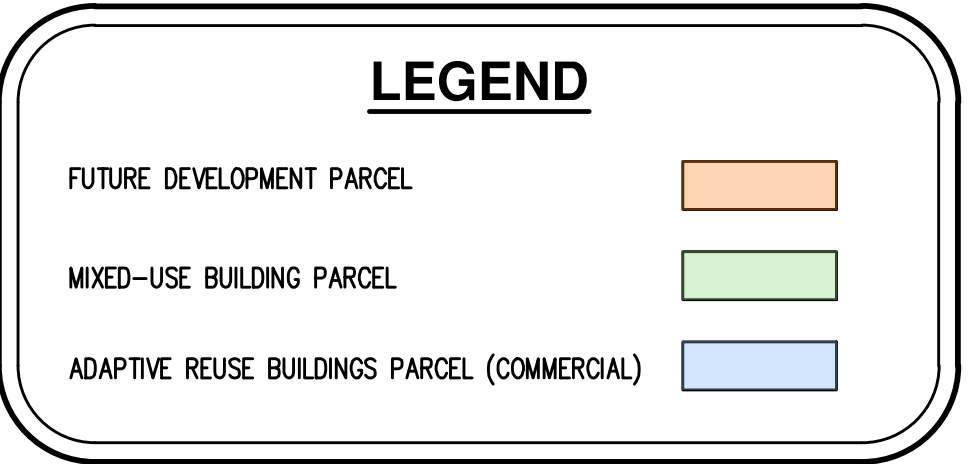 LEGEND
FUTURE DEVELOPMENT PARCEL
MIXED-USE BUILDING PARCEL
ADAPTIVE REUSE BUILDINGS PARCEL (COMMERCIAL)